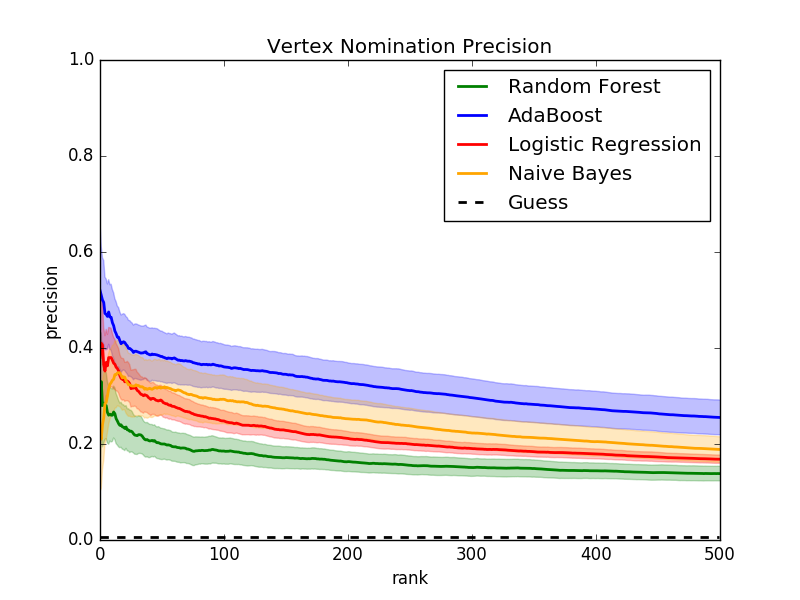 Vertex Nomination Precision
Random Forest
AdaBoost
Logistic Regression
Naive Bayes
Guess
precision
1.0
0.8
0.6
0.4
0.2
0.0
0 100 200 300 400 500
rank